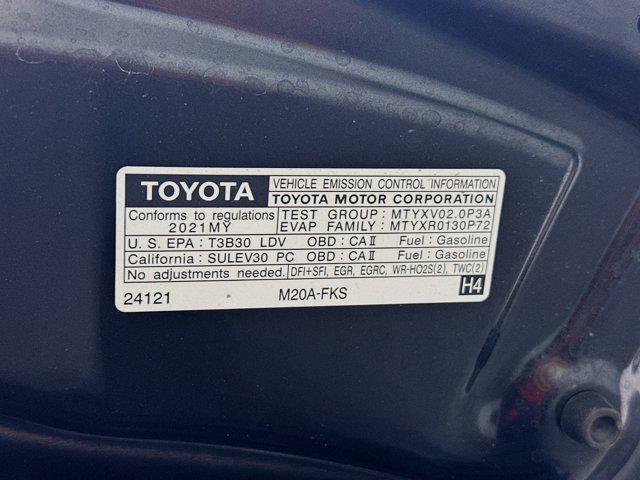 TOYOTA
VEHICLE EMISSION CONTROL INFORMATION
TOYOTA MOTOR CORPORATION
Conforms to regulations
2021MY
TEST GROUP : MTYXV02.0P3A
EVAP FAMILY : MTYXR0130P72
U. S. EPA : T3B30 LDV OBD : CAⅡ Fuel : Gasoline
California : SULEV30 PC OBD : CAⅡ Fuel : Gasoline
No adjustments needed. DFI+SFI, EGR, EGRC, WR-HO2S(2), TWC(2)
24121 M20A-FKS H4